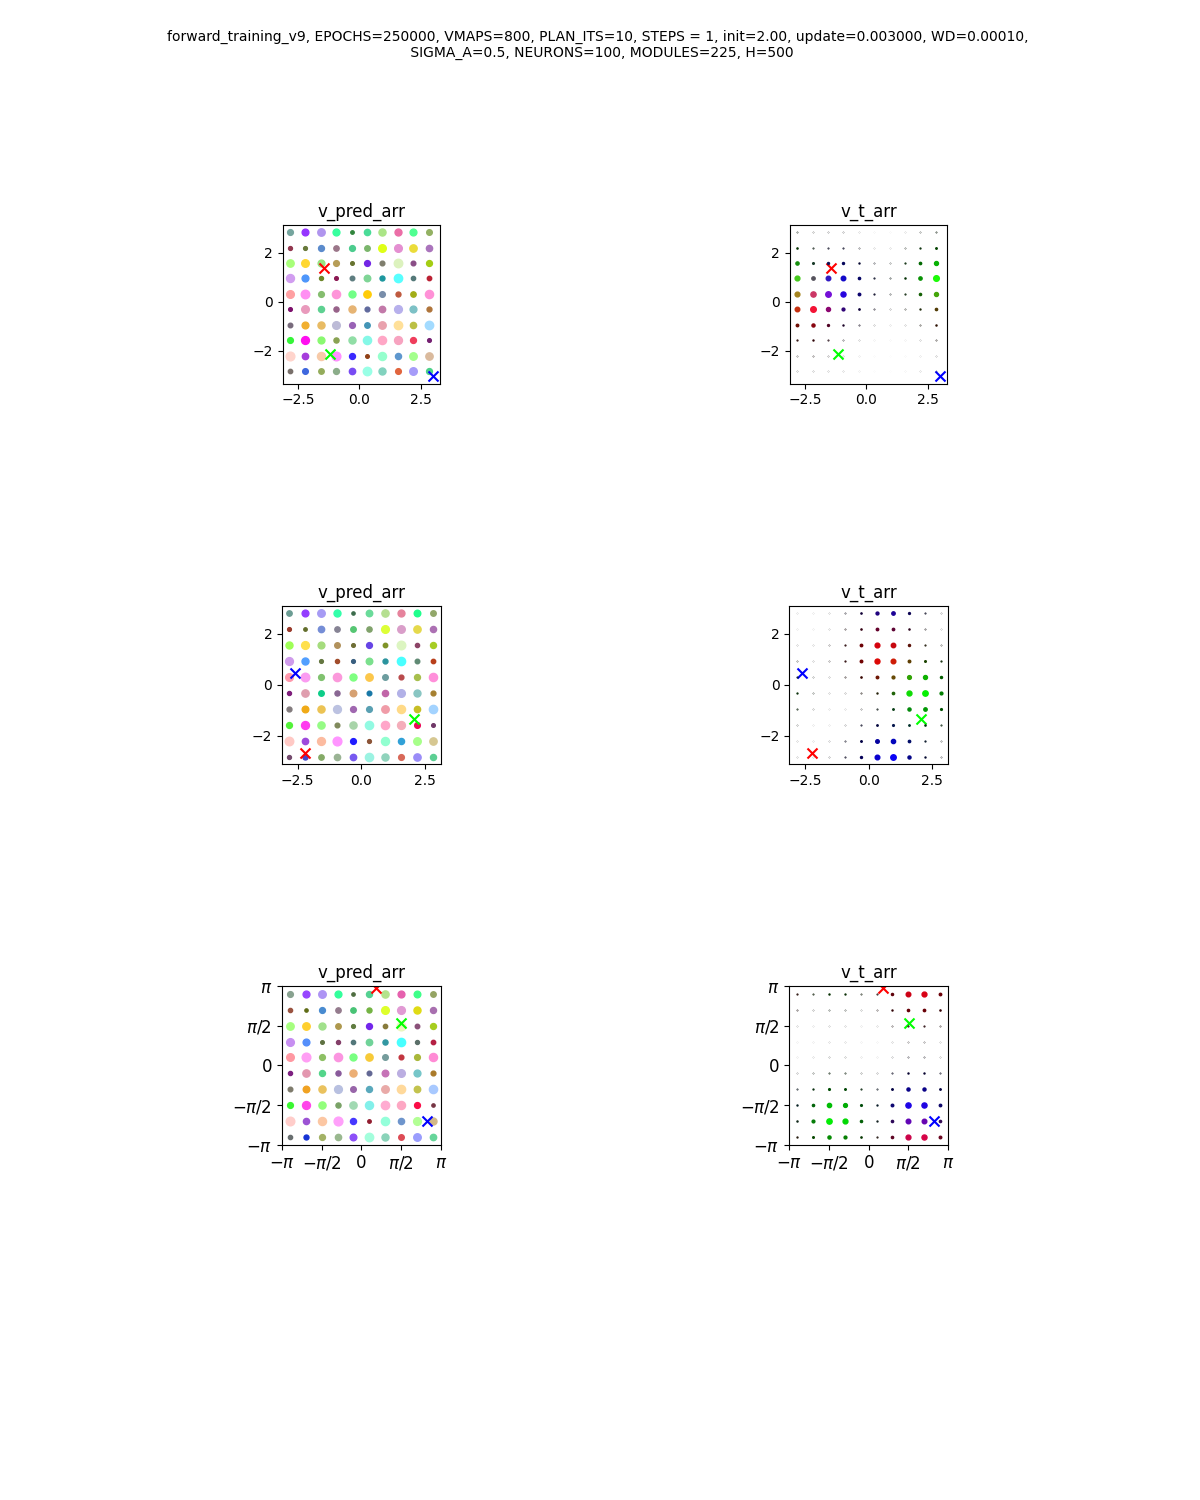 forward_training_v9, EPOCHS=250000, VMAPS=800, PLAN_ITS=10, STEPS = 1, init=2.00, update=0.003000, WD=0.00010,
SIGMA_A=0.5, NEURONS=100, MODULES=225, H=500
v_pred_arr
2
0
−2
−2.5 0.0 2.5
v_t_arr
2
0
−2
−2.5 0.0 2.5
v_pred_arr
2
0
−2
−2.5 0.0 2.5
v_t_arr
2
0
−2
−2.5 0.0 2.5
v_pred_arr
π
π/2
0
−π/2
−π
−π −π/2 0 π/2 π
v_t_arr
π
π/2
0
−π/2
−π
−π −π/2 0 π/2 π